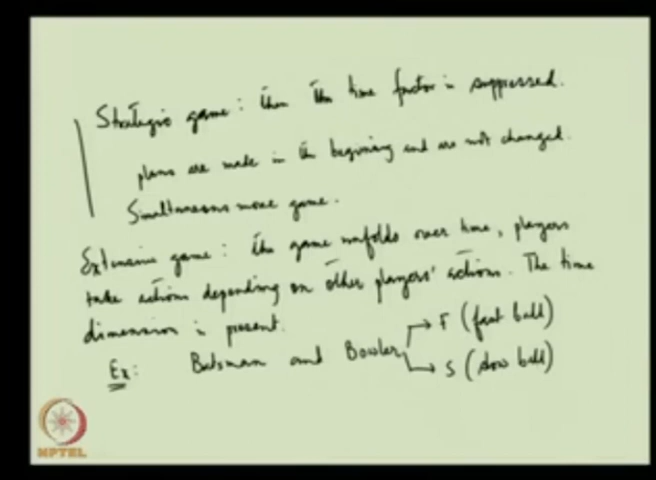 Strategic game: then the time factor is suppressed.
plans are made in the beginning and are not changed.
Simultaneous move game.
Extensive game: the game unfolds over time, players
take actions depending on other players' actions. The time
dimension is present.
Ex: Batsman and Bowler → F (fast ball)
→ S (slow ball)
NPTEL